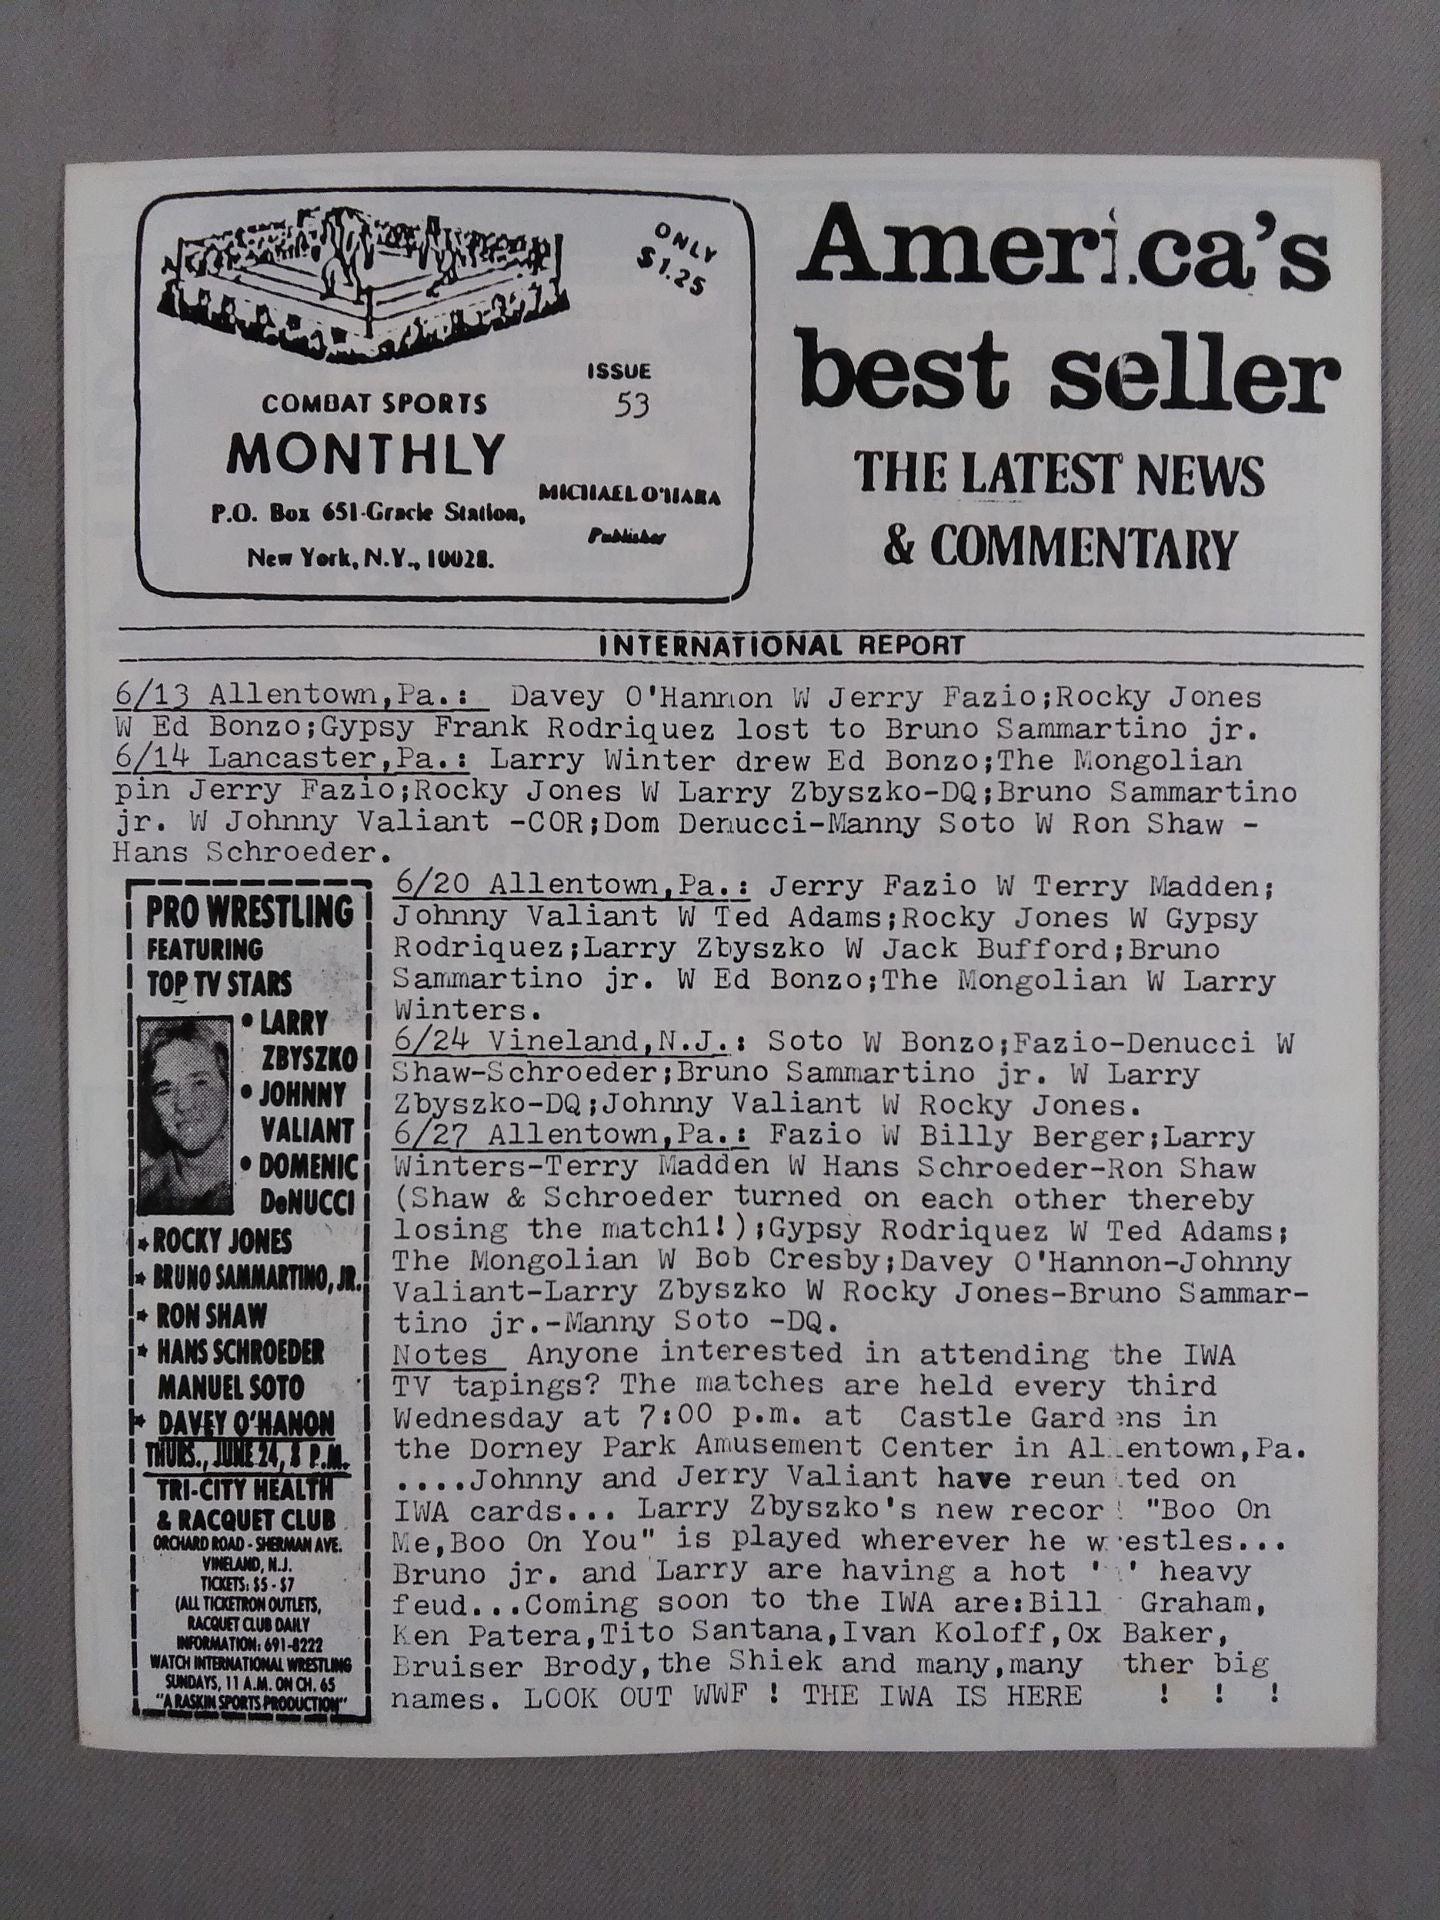 ONLY
$1.25
ISSUE
53
COMBAT SPORTS
MONTHLY
P.O. Box 651-Gracie Station,
New York, N.Y., 10028.
MICHAEL O'HARA
Publisher
America's
best seller
THE LATEST NEWS
& COMMENTARY
INTERNATIONAL REPORT
6/13 Allentown,Pa.: Davey O'Hannon W Jerry Fazio;Rocky Jones
W Ed Bonzo;Gypsy Frank Rodriquez lost to Bruno Sammartino jr.
6/14 Lancaster,Pa.: Larry Winter drew Ed Bonzo;The Mongolian
pin Jerry Fazio;Rocky Jones W Larry Zbyszko-DQ;Bruno Sammartino
jr. W Johnny Valiant -COR;Dom Denucci-Manny Soto W Ron Shaw -
Hans Schroeder.
PRO WRESTLING
FEATURING
TOP TV STARS
• LARRY
ZBYSZKO
• JOHNNY
VALIANT
• DOMENIC
DeNUCCI
★ ROCKY JONES
★ BRUNO SAMMARTINO, JR.
★ RON SHAW
★ HANS SCHROEDER
MANUEL SOTO
★ DAVEY O'HANON
THURS., JUNE 24, 8 P.M.
TRI-CITY HEALTH
& RACQUET CLUB
ORCHARD ROAD - SHERMAN AVE.
VINELAND, N.J.
TICKETS: $5 - $7
(ALL TICKETRON OUTLETS,
RACQUET CLUB DAILY
INFORMATION: 691-8222
WATCH INTERNATIONAL WRESTLING
SUNDAYS, 11 A.M. ON CH. 65
"A RASKIN SPORTS PRODUCTION"
6/20 Allentown,Pa.: Jerry Fazio W Terry Madden;
Johnny Valiant W Ted Adams;Rocky Jones W Gypsy
Rodriquez;Larry Zbyszko W Jack Bufford;Bruno
Sammartino jr. W Ed Bonzo;The Mongolian W Larry
Winters.
6/24 Vineland,N.J.: Soto W Bonzo;Fazio-Denucci W
Shaw-Schroeder;Bruno Sammartino jr. W Larry
Zbyszko-DQ;Johnny Valiant W Rocky Jones.
6/27 Allentown,Pa.: Fazio W Billy Berger;Larry
Winters-Terry Madden W Hans Schroeder-Ron Shaw
(Shaw & Schroeder turned on each other thereby
losing the match1!);Gypsy Rodriquez W Ted Adams;
The Mongolian W Bob Cresby;Davey O'Hannon-Johnny
Valiant-Larry Zbyszko W Rocky Jones-Bruno Sammar-
tino jr.-Manny Soto -DQ.
Notes Anyone interested in attending the IWA
TV tapings? The matches are held every third
Wednesday at 7:00 p.m. at Castle Gardens in
the Dorney Park Amusement Center in Allentown,Pa.
....Johnny and Jerry Valiant have reunited on
IWA cards... Larry Zbyszko's new record "Boo On
Me,Boo On You" is played wherever he wrestles...
Bruno jr. and Larry are having a hot ' ' heavy
feud...Coming soon to the IWA are:Bill Graham,
Ken Patera,Tito Santana,Ivan Koloff,Ox Baker,
Bruiser Brody,the Shiek and many,many other big
names. LOOK OUT WWF ! THE IWA IS HERE ! ! !